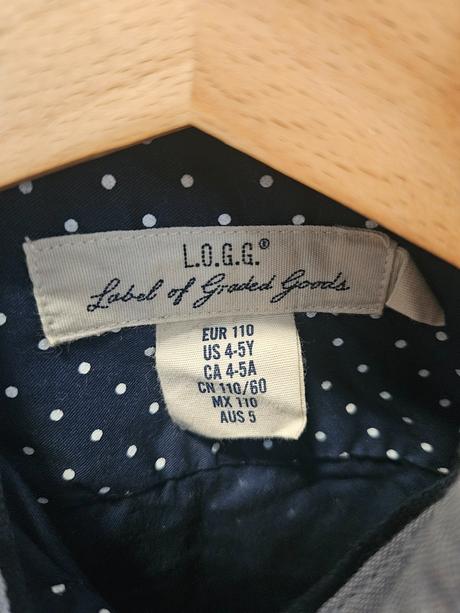 L.O.G.G.®
Label of Graded Goods
EUR 110
US 4-5Y
CA 4-5A
CN 110/60
MX 110
AUS 5